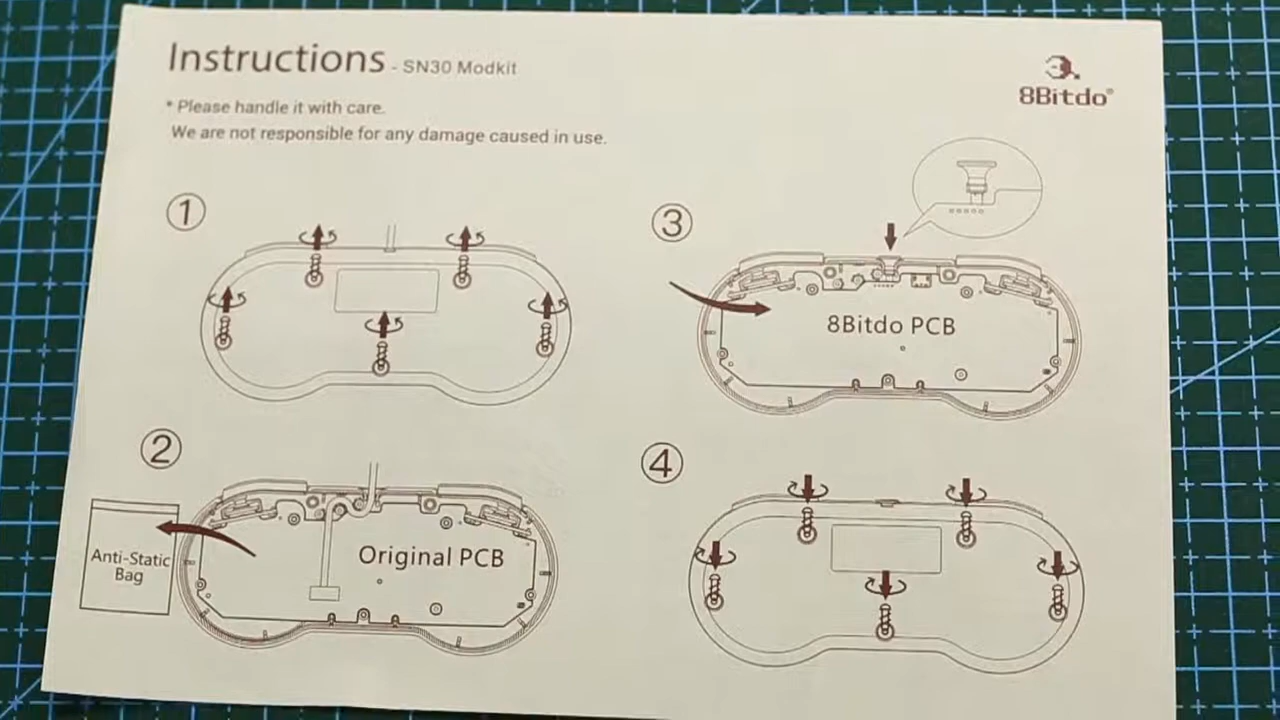 Instructions - SN30 Modkit
8Bitdo®
* Please handle it with care.
We are not responsible for any damage caused in use.
1
3
8Bitdo PCB
2
Anti-Static
Bag
Original PCB
4